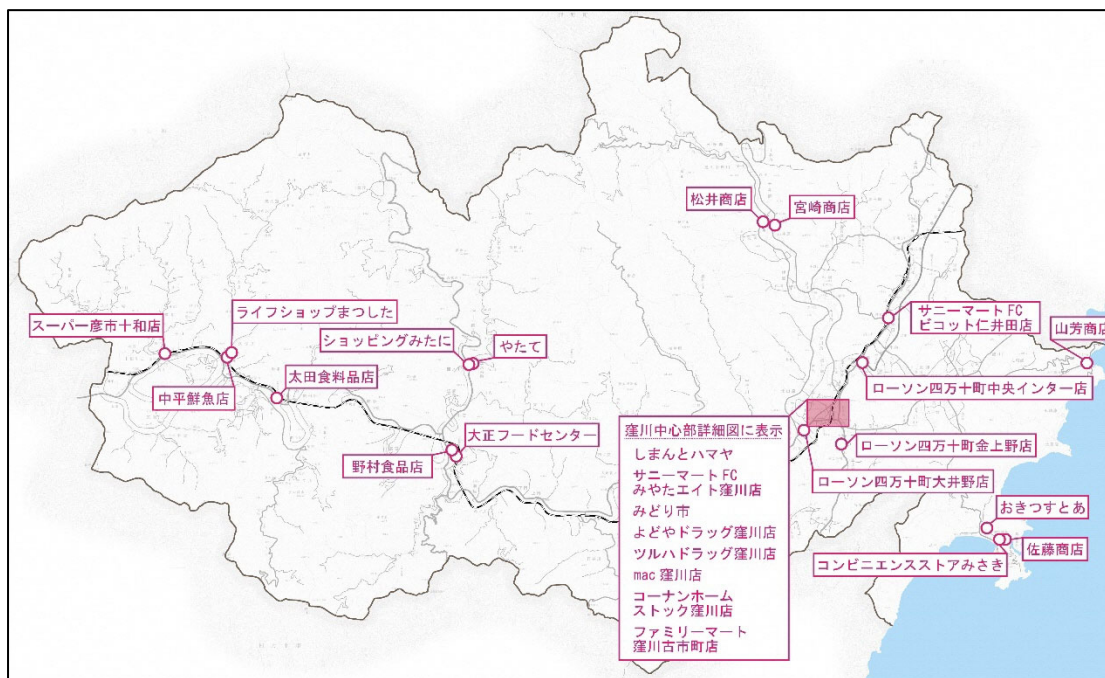 松井商店
宮崎商店
ライフショップまつした
スーパー彦市十和店
ショッピングみたに
やたて
サニーマートFC
ピコット仁井田店
山芳商店
太田食料品店
中平鮮魚店
ローソン四万十町中央インター店
大正フードセンター
野村食品店
窪川中心部詳細図に表示
しまんとハマヤ
サニーマートFC
みやたエイト窪川店
みどり市
よどやドラッグ窪川店
ツルハドラッグ窪川店
mac 窪川店
コーナンホーム
ストック窪川店
ファミリーマート
窪川古市町店
ローソン四万十町金上野店
ローソン四万十町大井野店
おきつすとあ
佐藤商店
コンビニエンスストアみさき